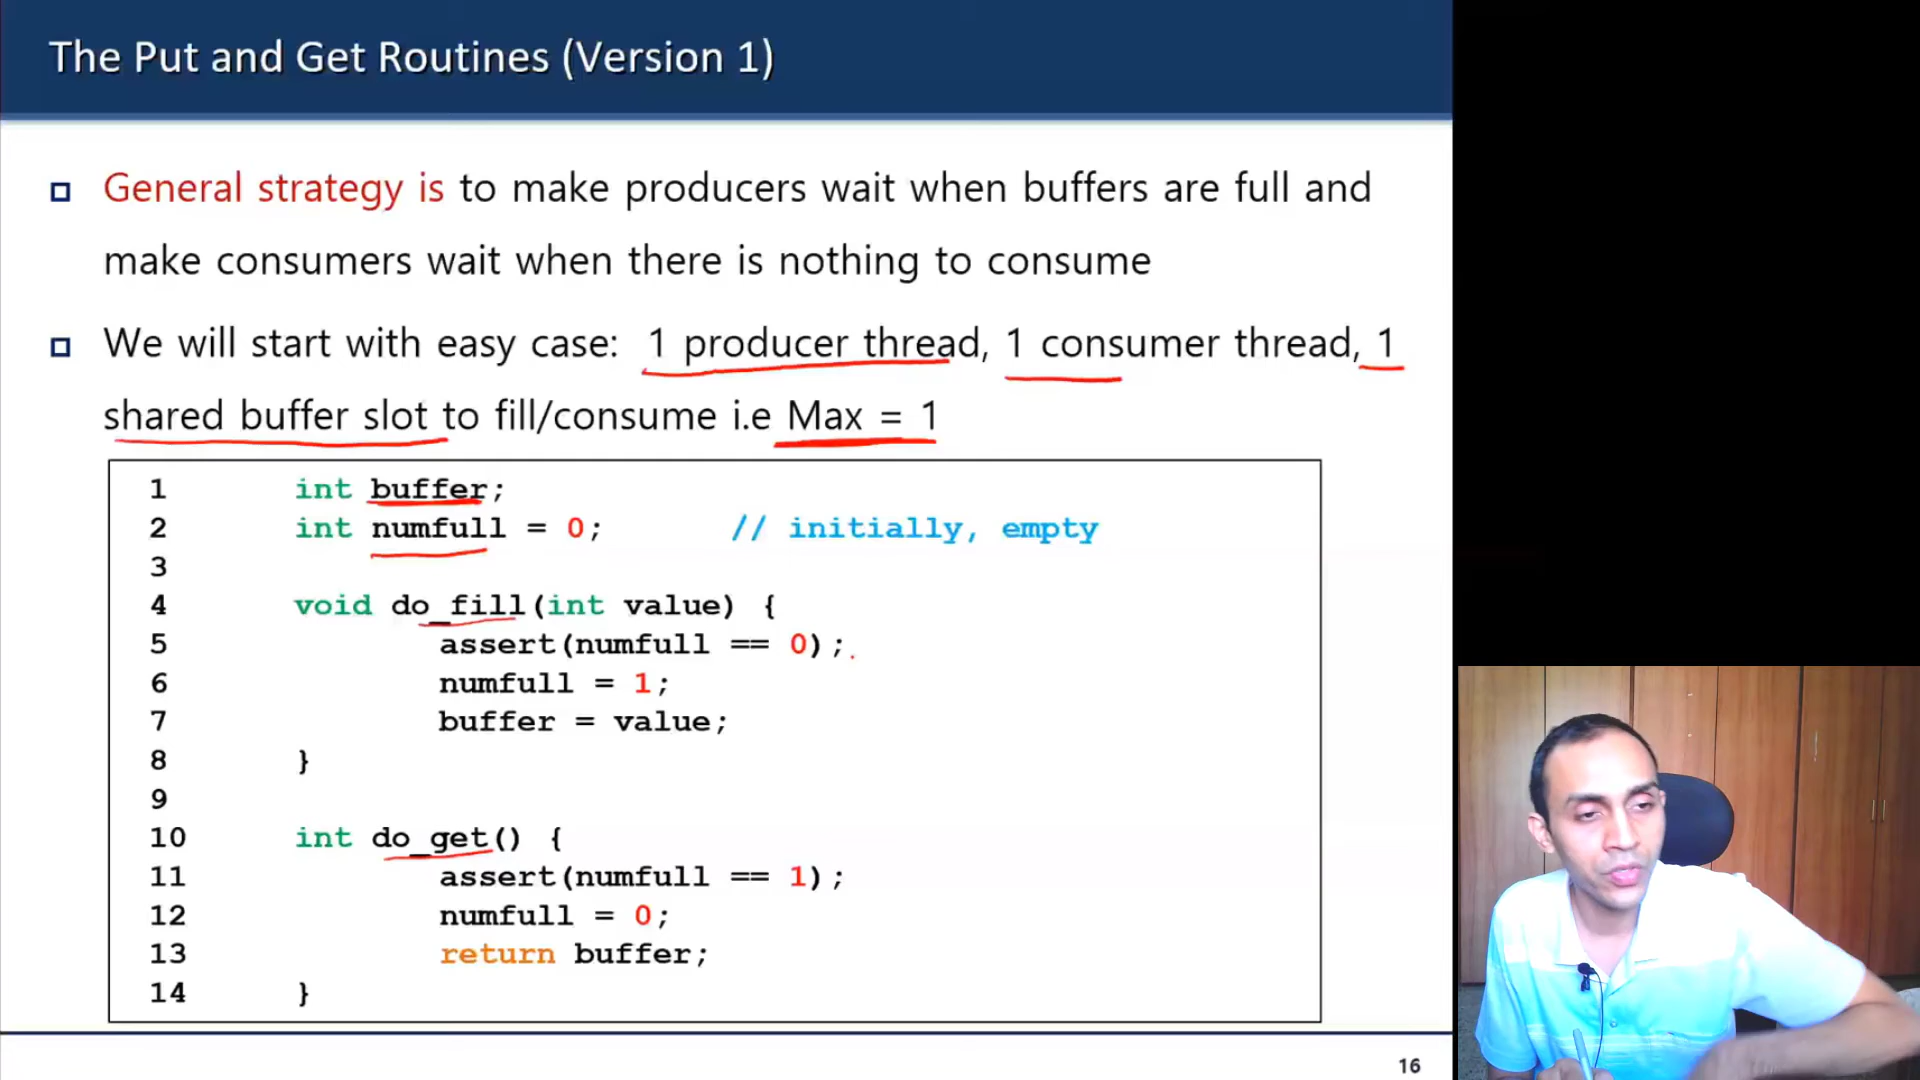 The Put and Get Routines (Version 1)
General strategy is to make producers wait when buffers are full and
make consumers wait when there is nothing to consume
We will start with easy case: 1 producer thread, 1 consumer thread, 1
shared buffer slot to fill/consume i.e Max = 1
1 int buffer;
2 int numfull = 0; // initially, empty
3
4 void do_fill(int value) {
5 assert(numfull == 0);
6 numfull = 1;
7 buffer = value;
8 }
9
10 int do_get() {
11 assert(numfull == 1);
12 numfull = 0;
13 return buffer;
14 }
16